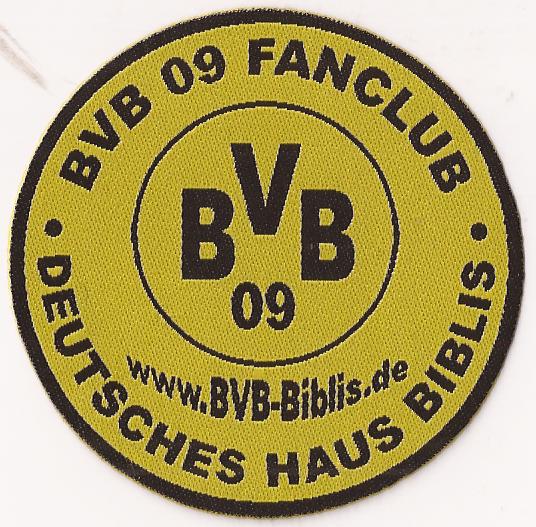 BVB 09 FANCLUB
BVB
09
www.BVB-Biblis.de
• DEUTSCHES HAUS BIBLIS •